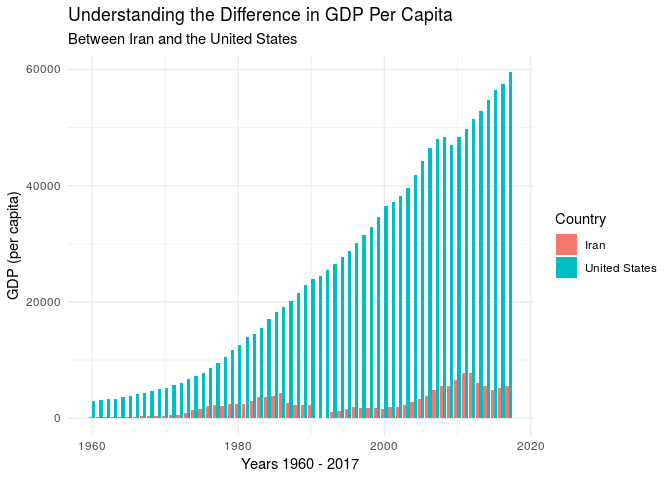 Understanding the Difference in GDP Per Capita
Between Iran and the United States
60000
40000
20000
0
GDP (per capita)
1960
1980
2000
2020
Years 1960 - 2017
Country
Iran
United States